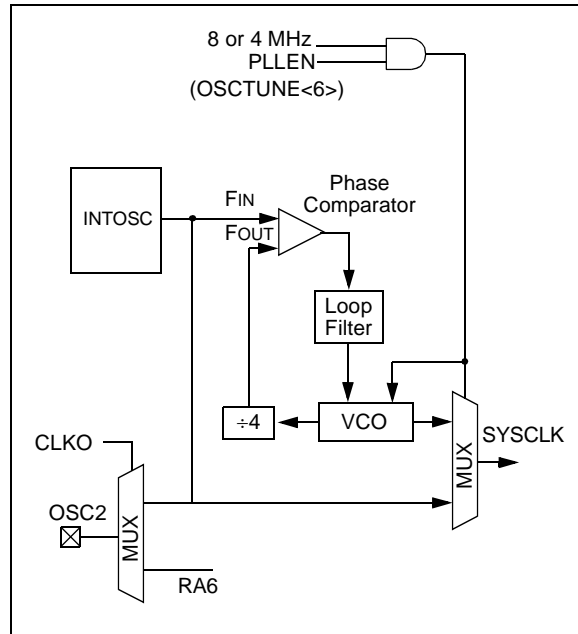 8 or 4 MHz
PLLEN
(OSCTUNE<6>)
INTOSC
FIN
FOUT
Phase
Comparator
Loop
Filter
÷4
VCO
MUX
SYSCLK
CLKO
OSC2
MUX
RA6